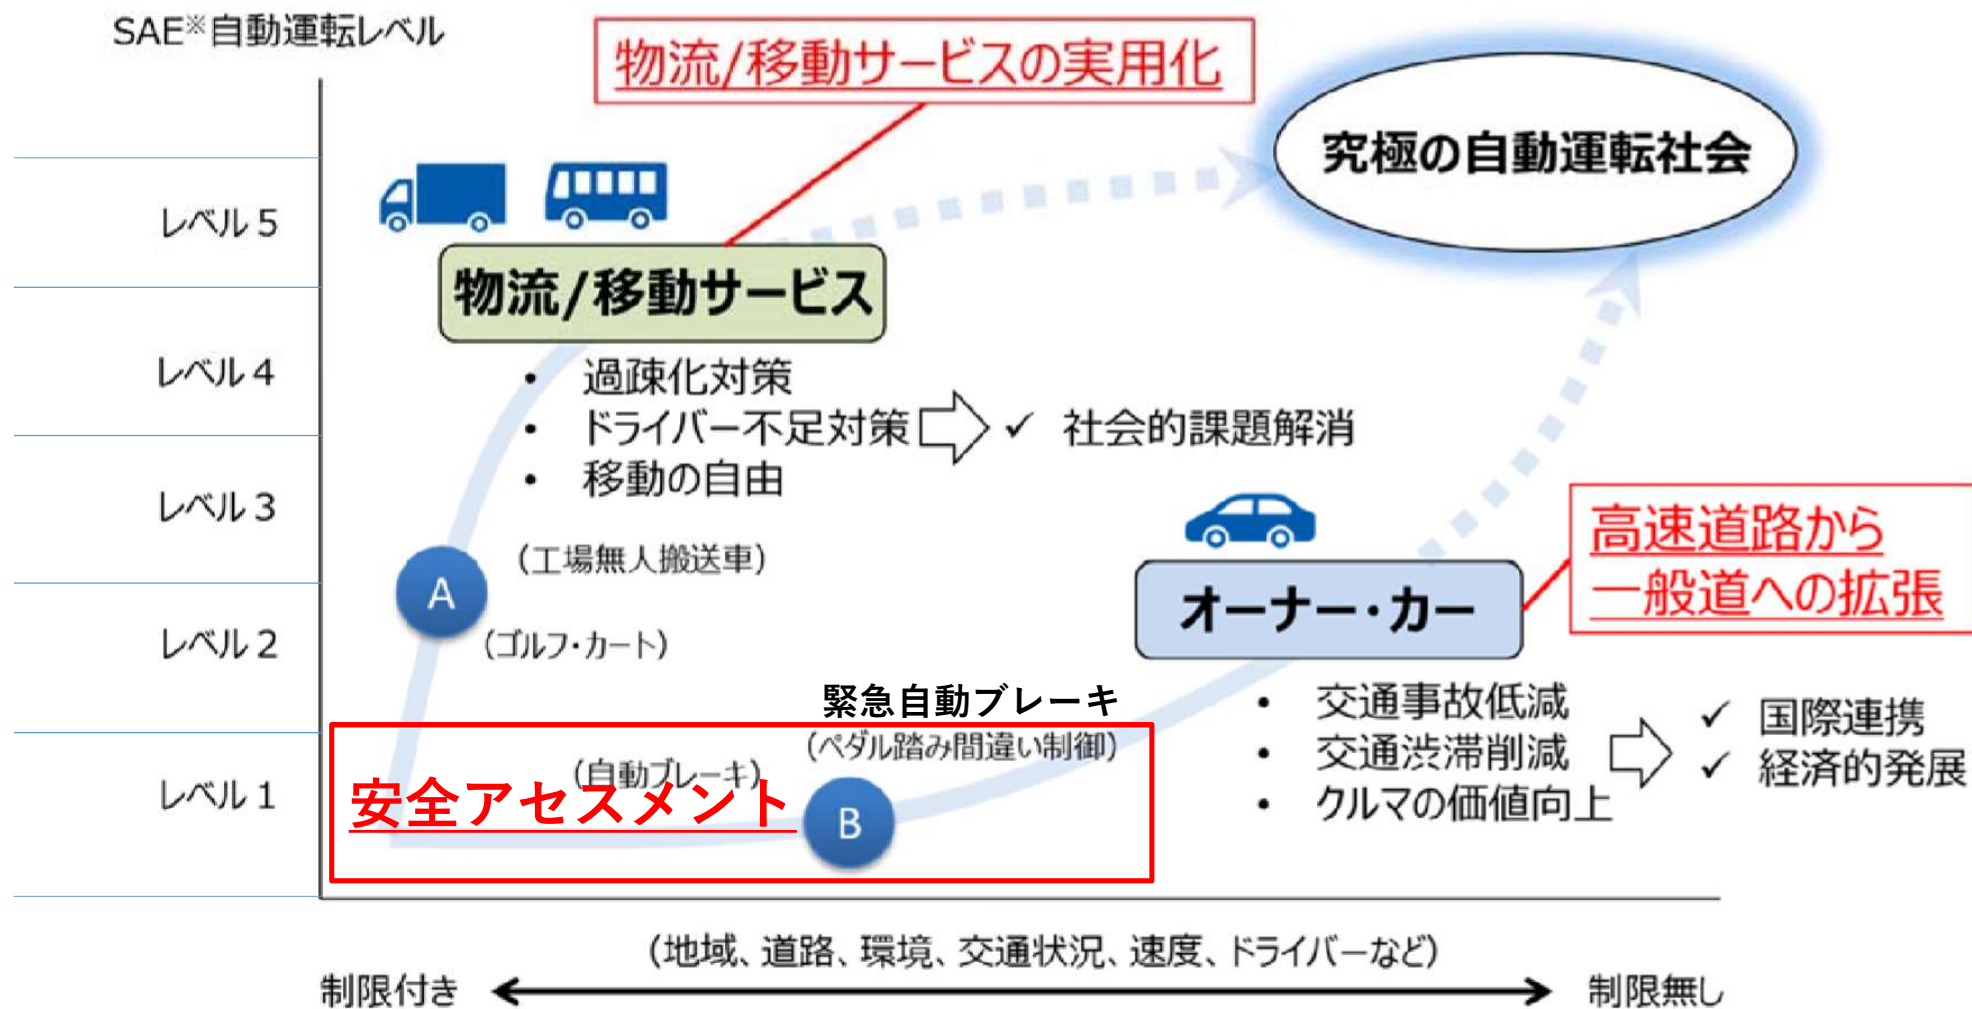 SAE※自動運転レベル
物流/移動サービスの実用化
究極の自動運転社会
レベル５
物流/移動サービス
レベル４
• 過疎化対策
• ドライバー不足対策
• 移動の自由
✓ 社会的課題解消
レベル３
(工場無人搬送車)
A
高速道路から
一般道への拡張
オーナー・カー
レベル２
(ゴルフ・カート)
緊急自動ブレーキ
(ペダル踏み間違い制御)
• 交通事故低減
• 交通渋滞削減
• クルマの価値向上
✓ 国際連携
✓ 経済的発展
レベル１
(自動ブレーキ)
安全アセスメント
B
(地域、道路、環境、交通状況、速度、ドライバーなど)
制限付き
制限無し